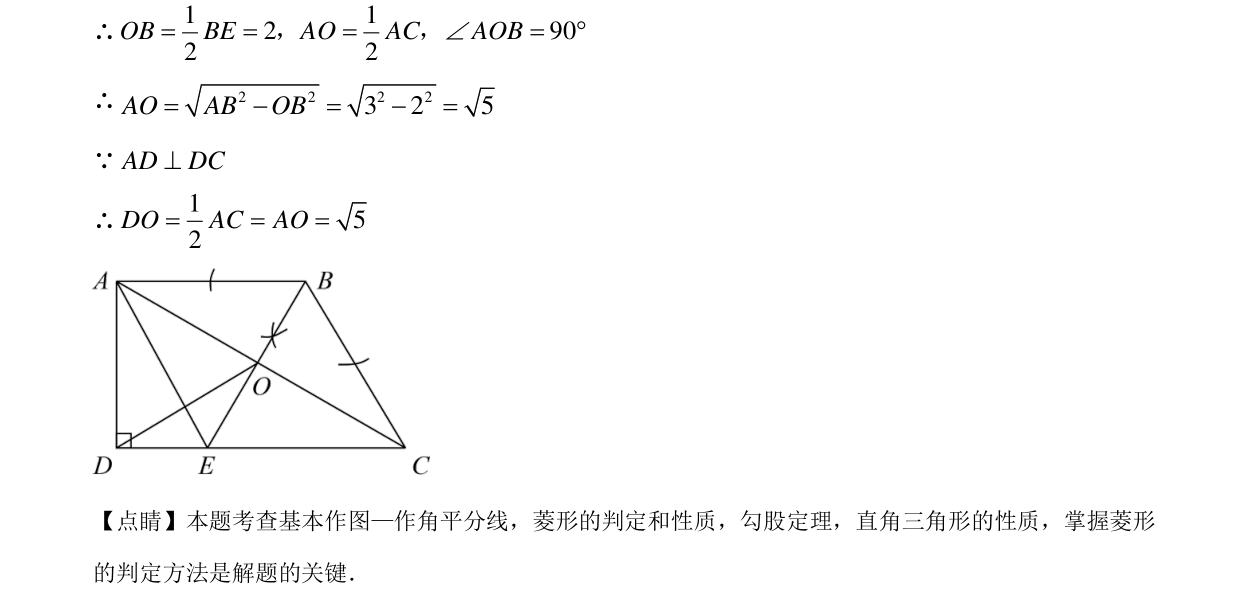 ∴ OB = 1/2 BE = 2，AO = 1/2 AC，∠AOB = 90°
∴ AO = √(AB² − OB²) = √(3² − 2²) = √5
∵ AD ⊥ DC
∴ DO = 1/2 AC = AO = √5
A B
O
D E C
【点睛】本题考查基本作图—作角平分线，菱形的判定和性质，勾股定理，直角三角形的性质，掌握菱形
的判定方法是解题的关键．